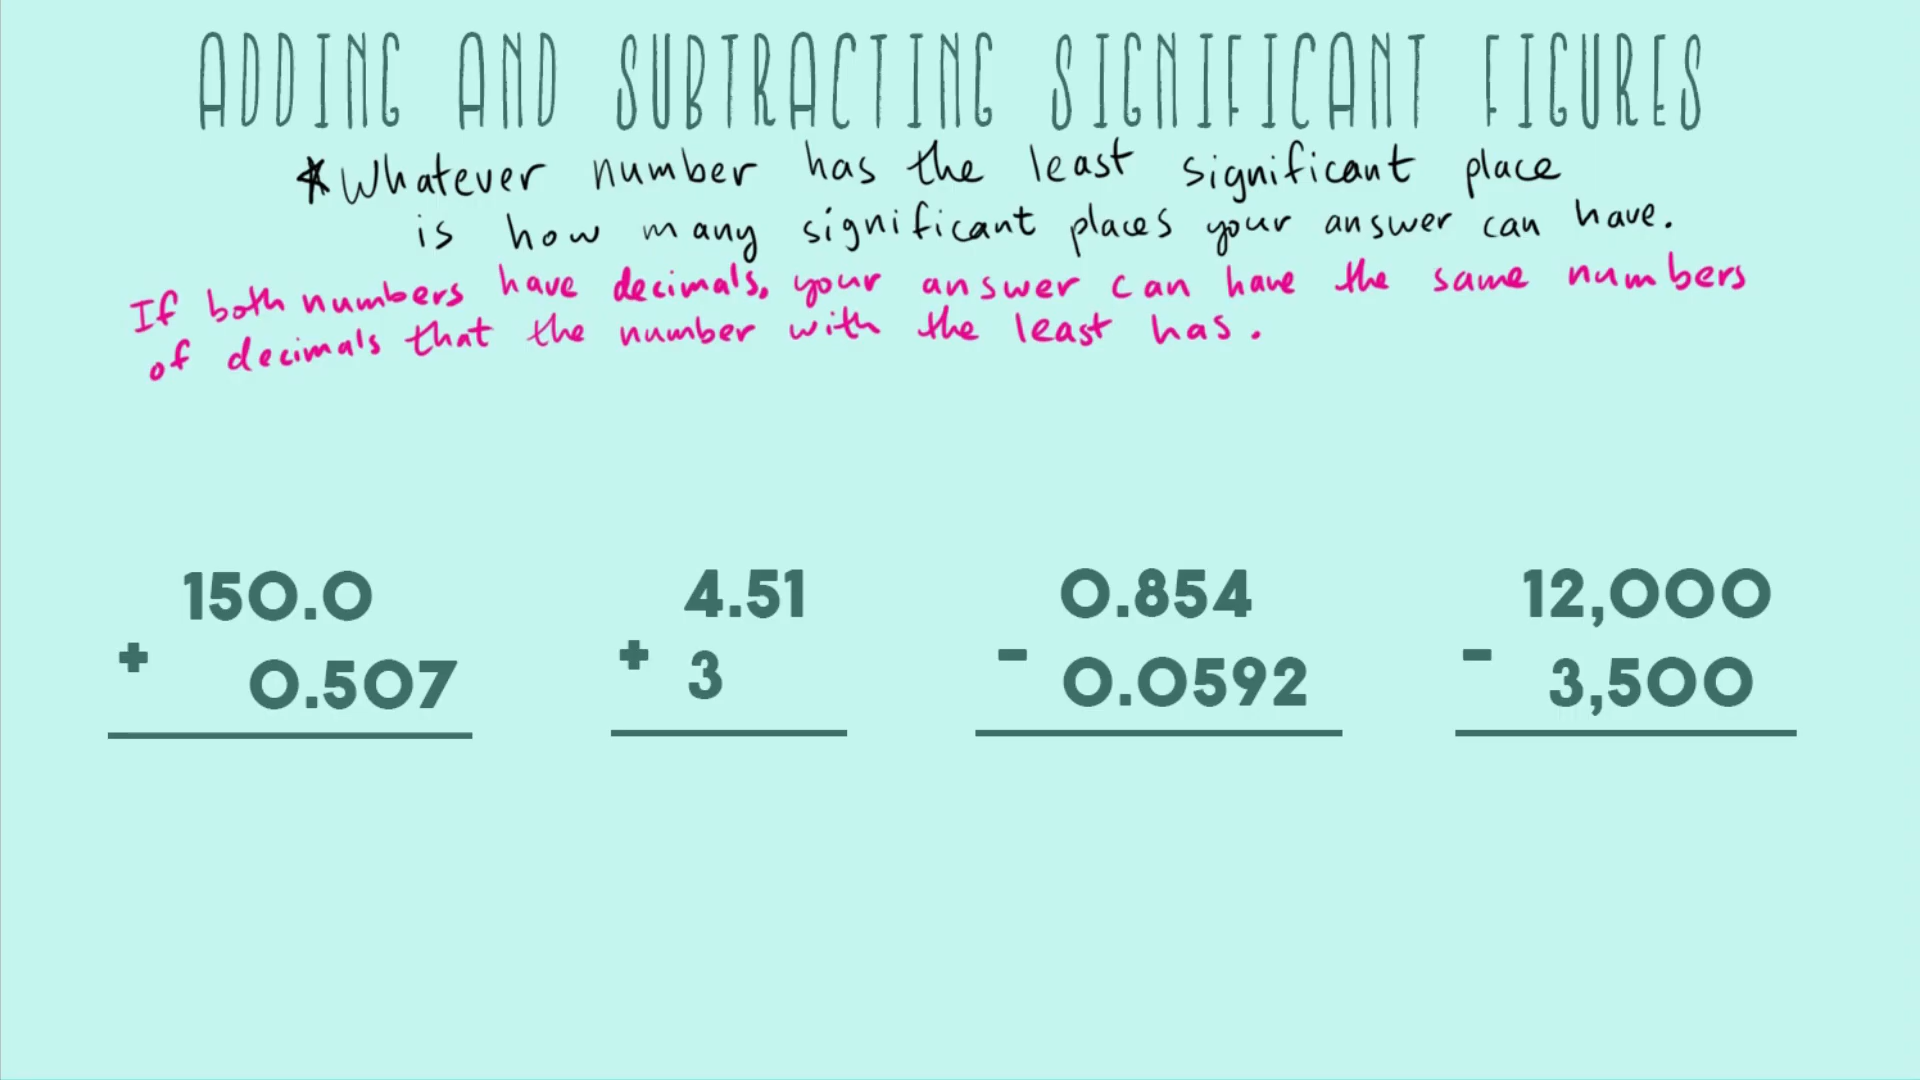 ADDING AND SUBTRACTING SIGNIFICANT FIGURES
*Whatever number has the least significant place
is how many significant places your answer can have.
If both numbers have decimals, your answer can have the same numbers
of decimals that the number with the least has.
150.0
+ 0.507
4.51
+ 3
0.854
- 0.0592
12,000
- 3,500